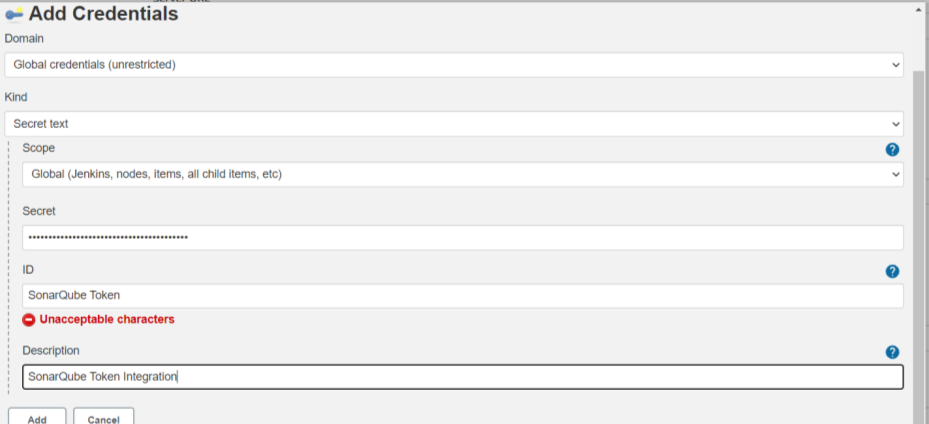 Add Credentials
Domain
Global credentials (unrestricted)
Kind
Secret text
Scope
Global (Jenkins, nodes, items, all child items, etc)
Secret
••••••••••••••••••••••••••••••••••••••••
ID
SonarQube Token
Unacceptable characters
Description
SonarQube Token Integration
Add Cancel